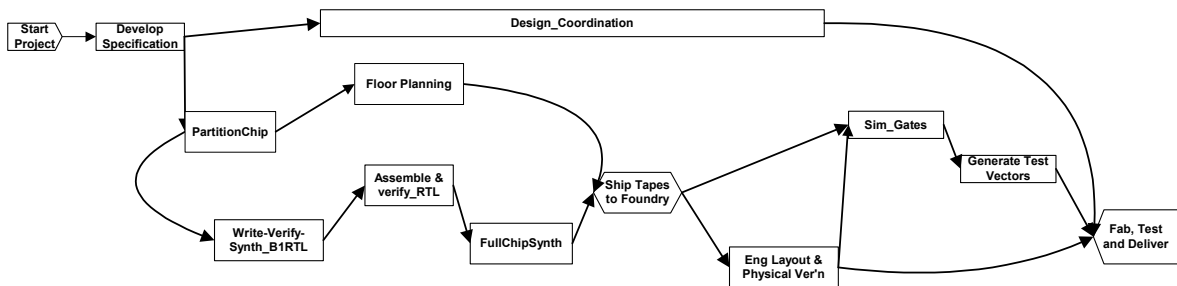 Start
Project
Develop
Specification
Design_Coordination
Floor Planning
PartitionChip
Sim_Gates
Assemble &
verify_RTL
Generate Test
Vectors
Ship Tapes
to Foundry
Write-Verify-
Synth_B1RTL
FullChipSynth
Eng Layout &
Physical Ver'n
Fab, Test
and Deliver